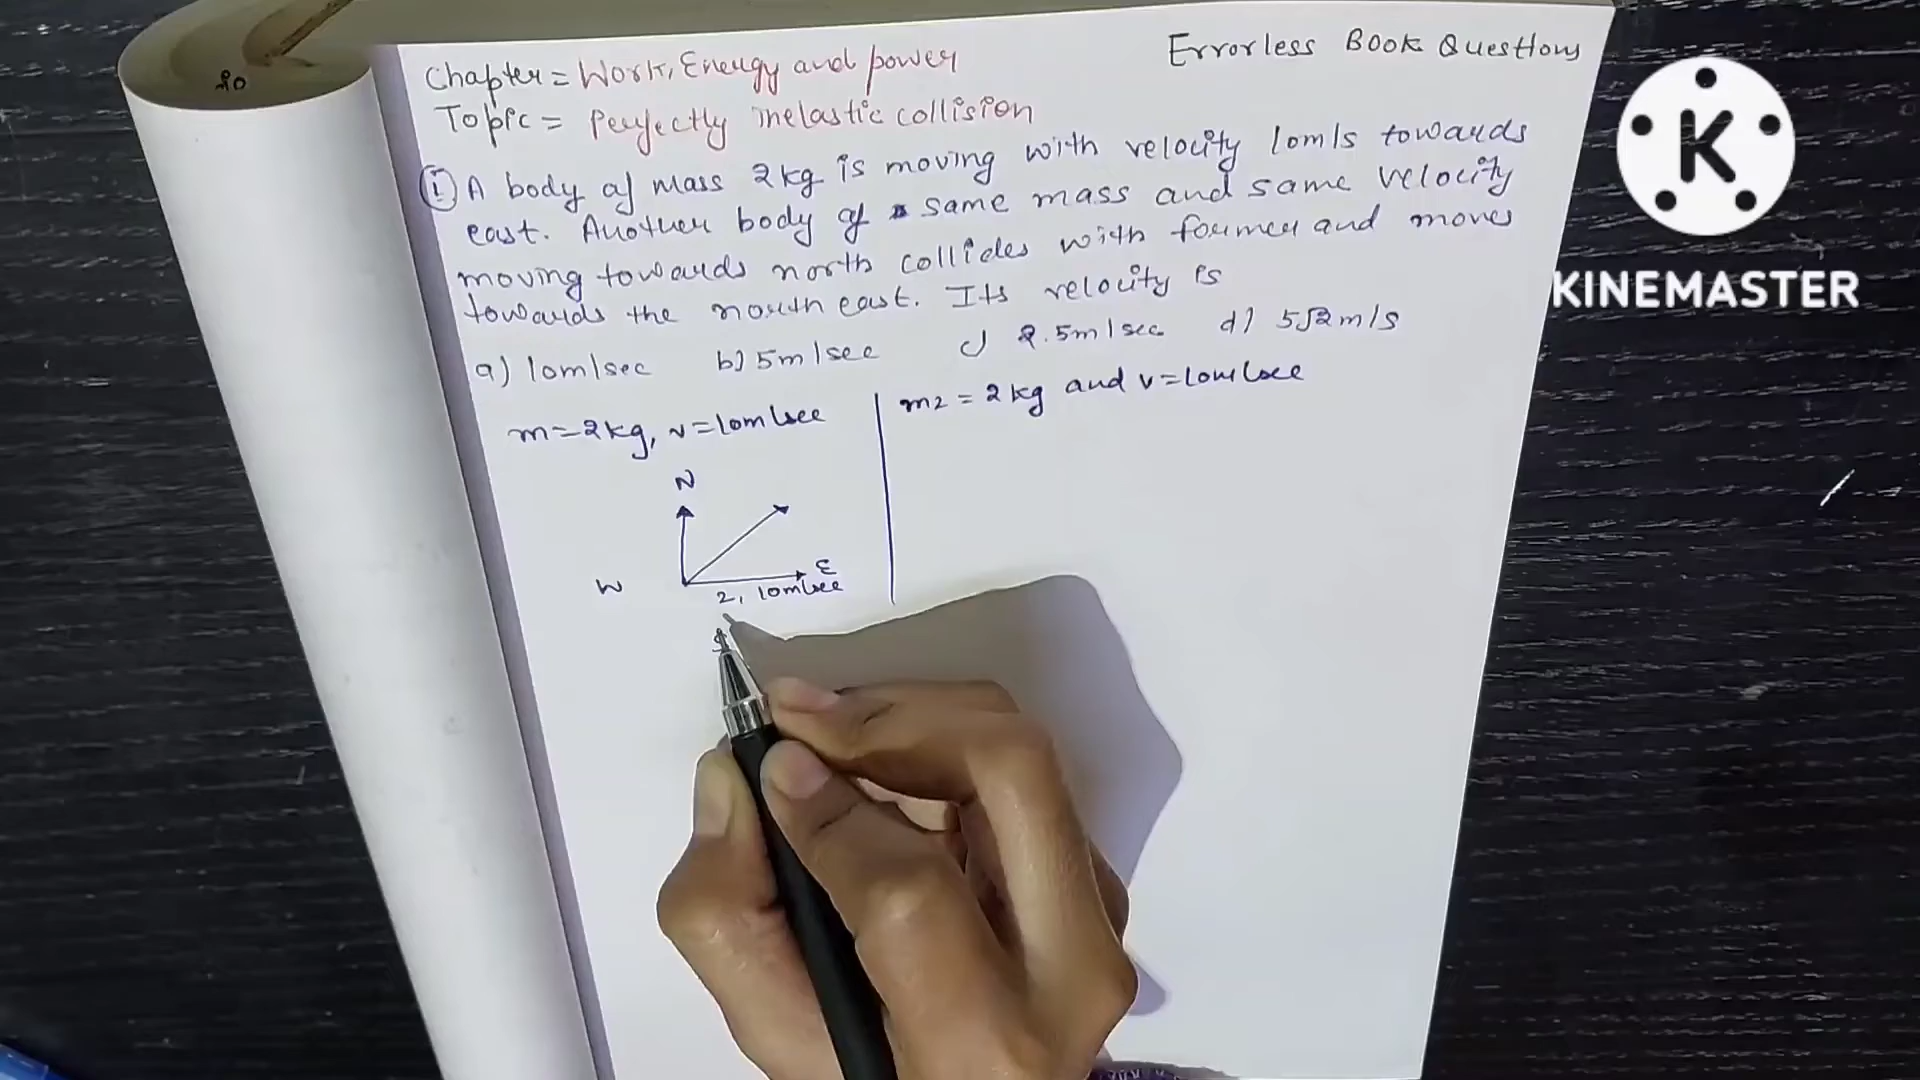 Chapter = Work, Energy and power
Errorless Book Questions
Topic = Perfectly inelastic collision
① A body of mass 2 kg is moving with velocity 10m/s towards
east. Another body of same mass and same velocity
moving towards north collides with former and moves
towards the north east. Its velocity is
a) 10m/sec b) 5m/sec c) 2.5m/sec d) 5√2 m/s
m=2kg, v=10m/sec
m2 = 2kg and v=10m/sec
N
W
E
2, 10m/sec
S
K
KINEMASTER